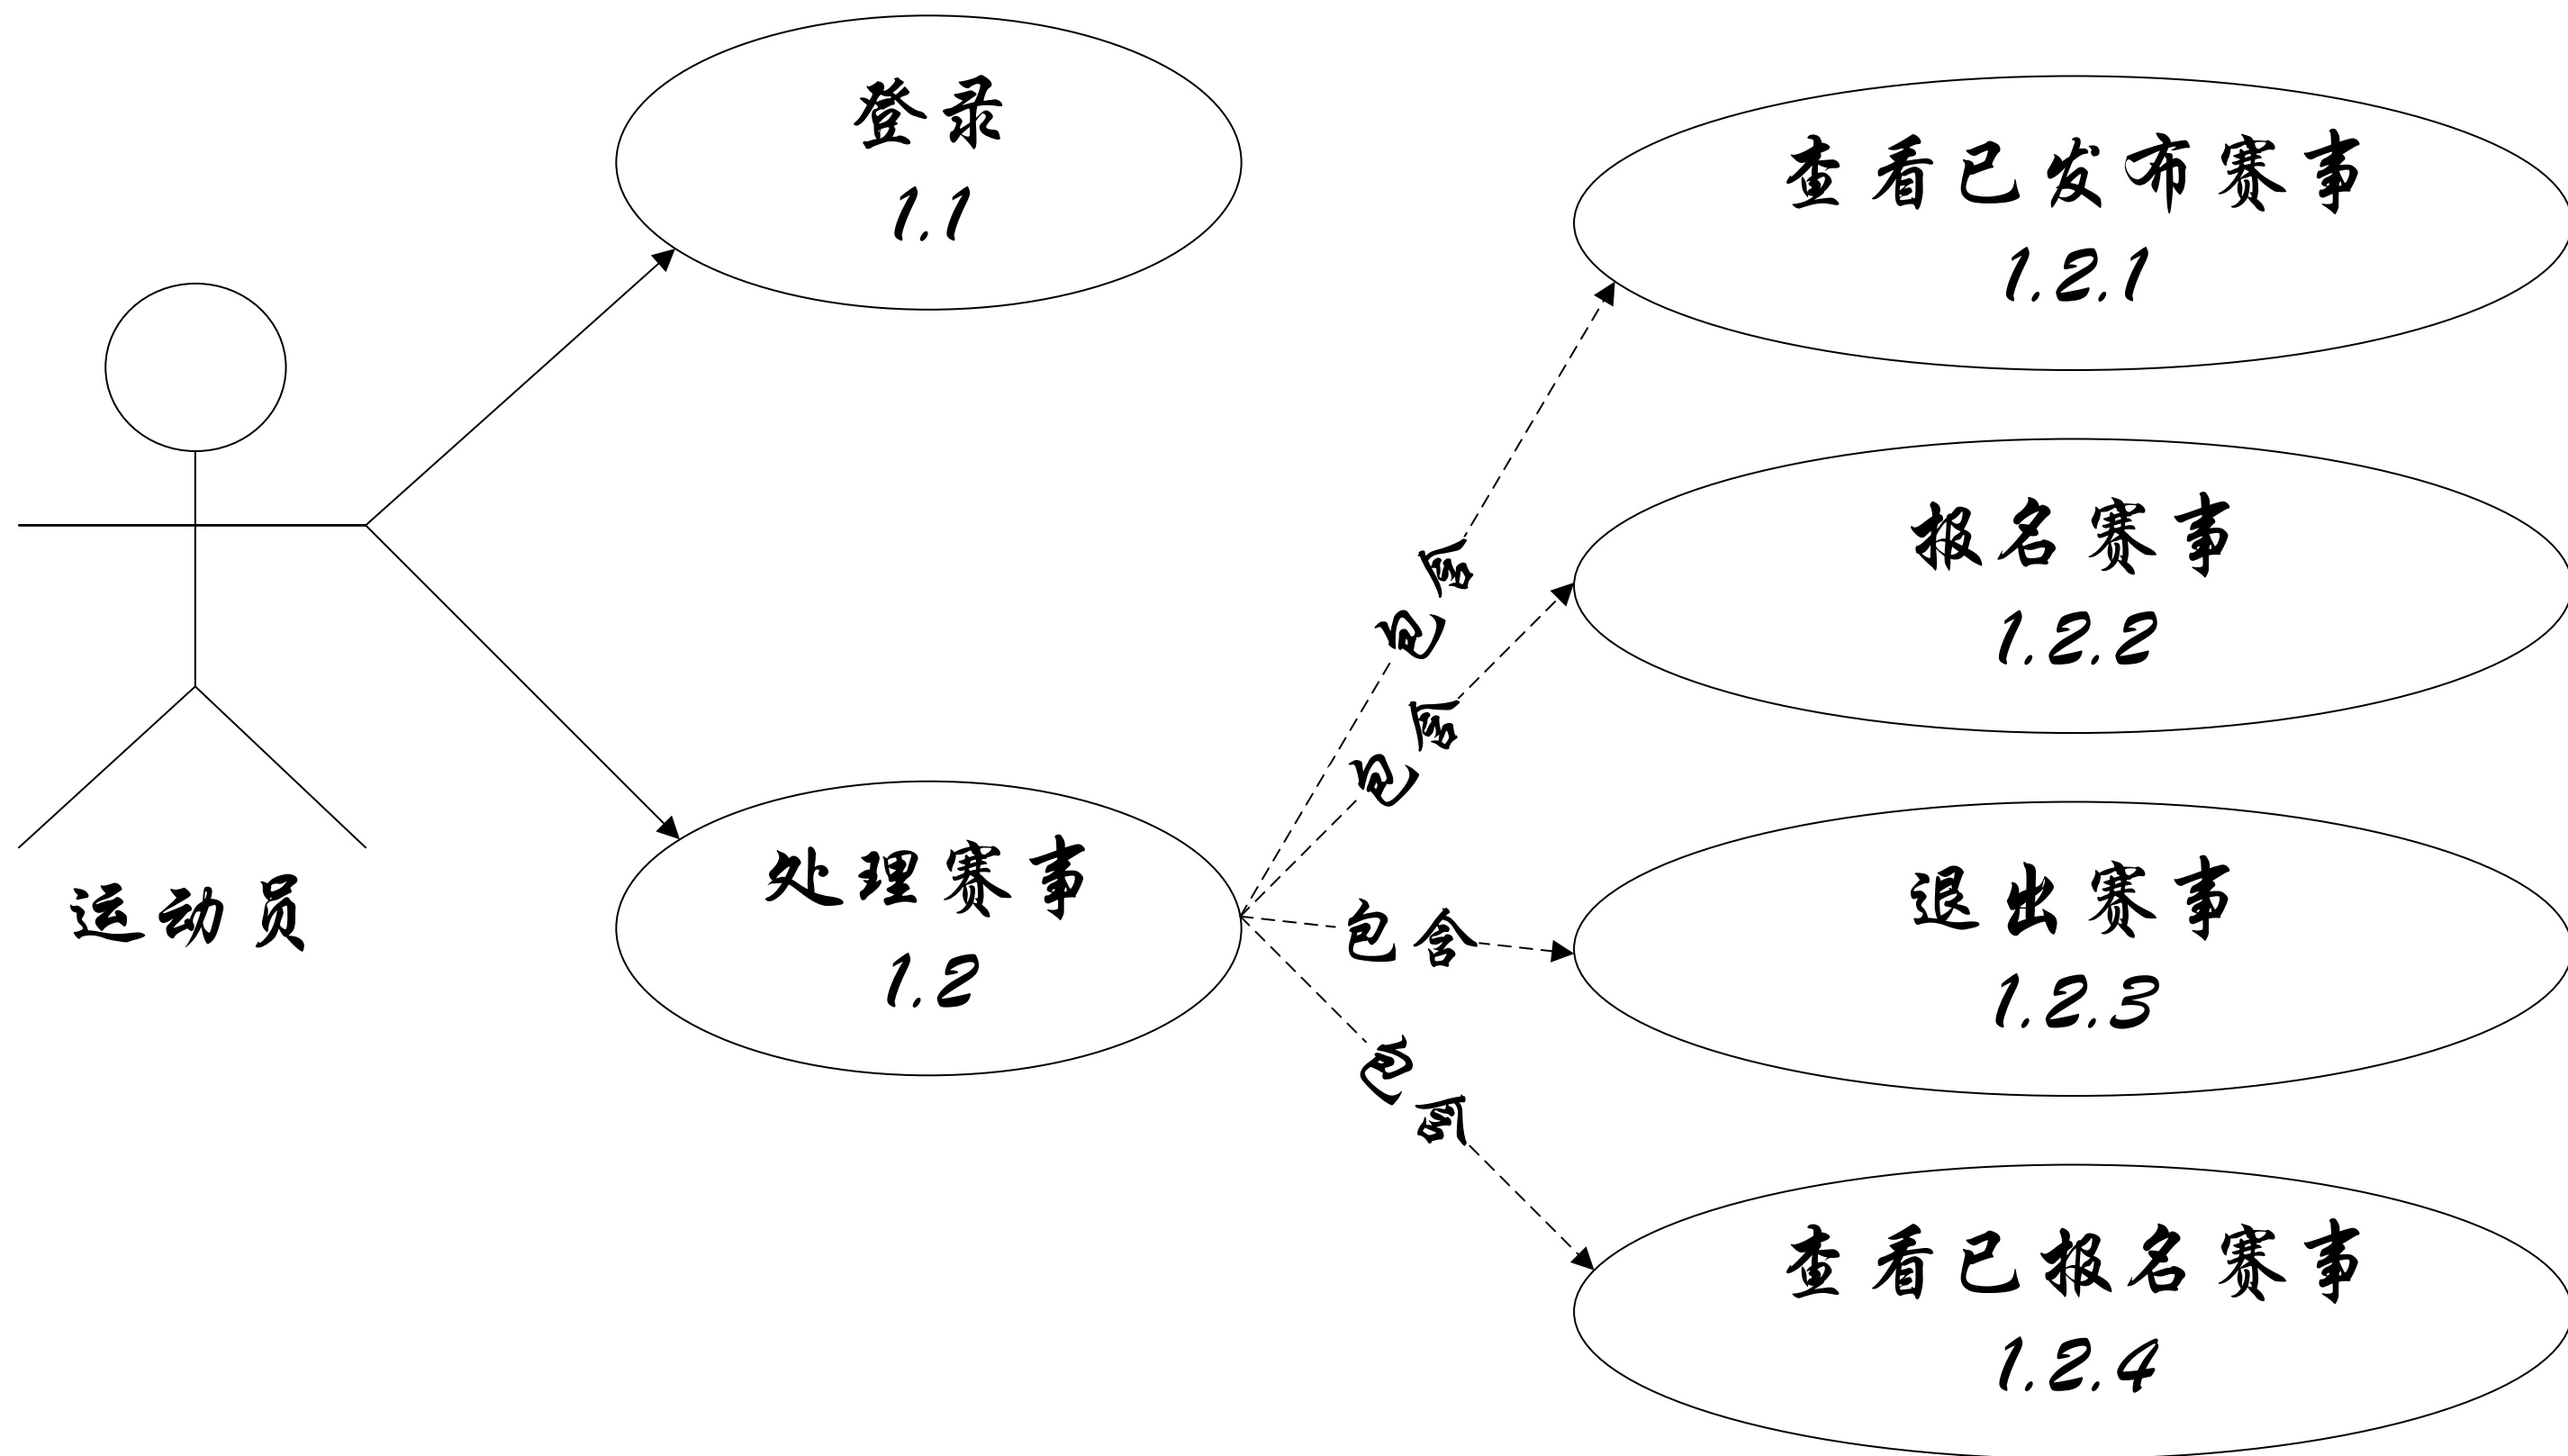 登录
1.1
运动员
处理赛事
1.2
包含
包含
包含
包含
查看已发布赛事
1.2.1
报名赛事
1.2.2
退出赛事
1.2.3
查看已报名赛事
1.2.4